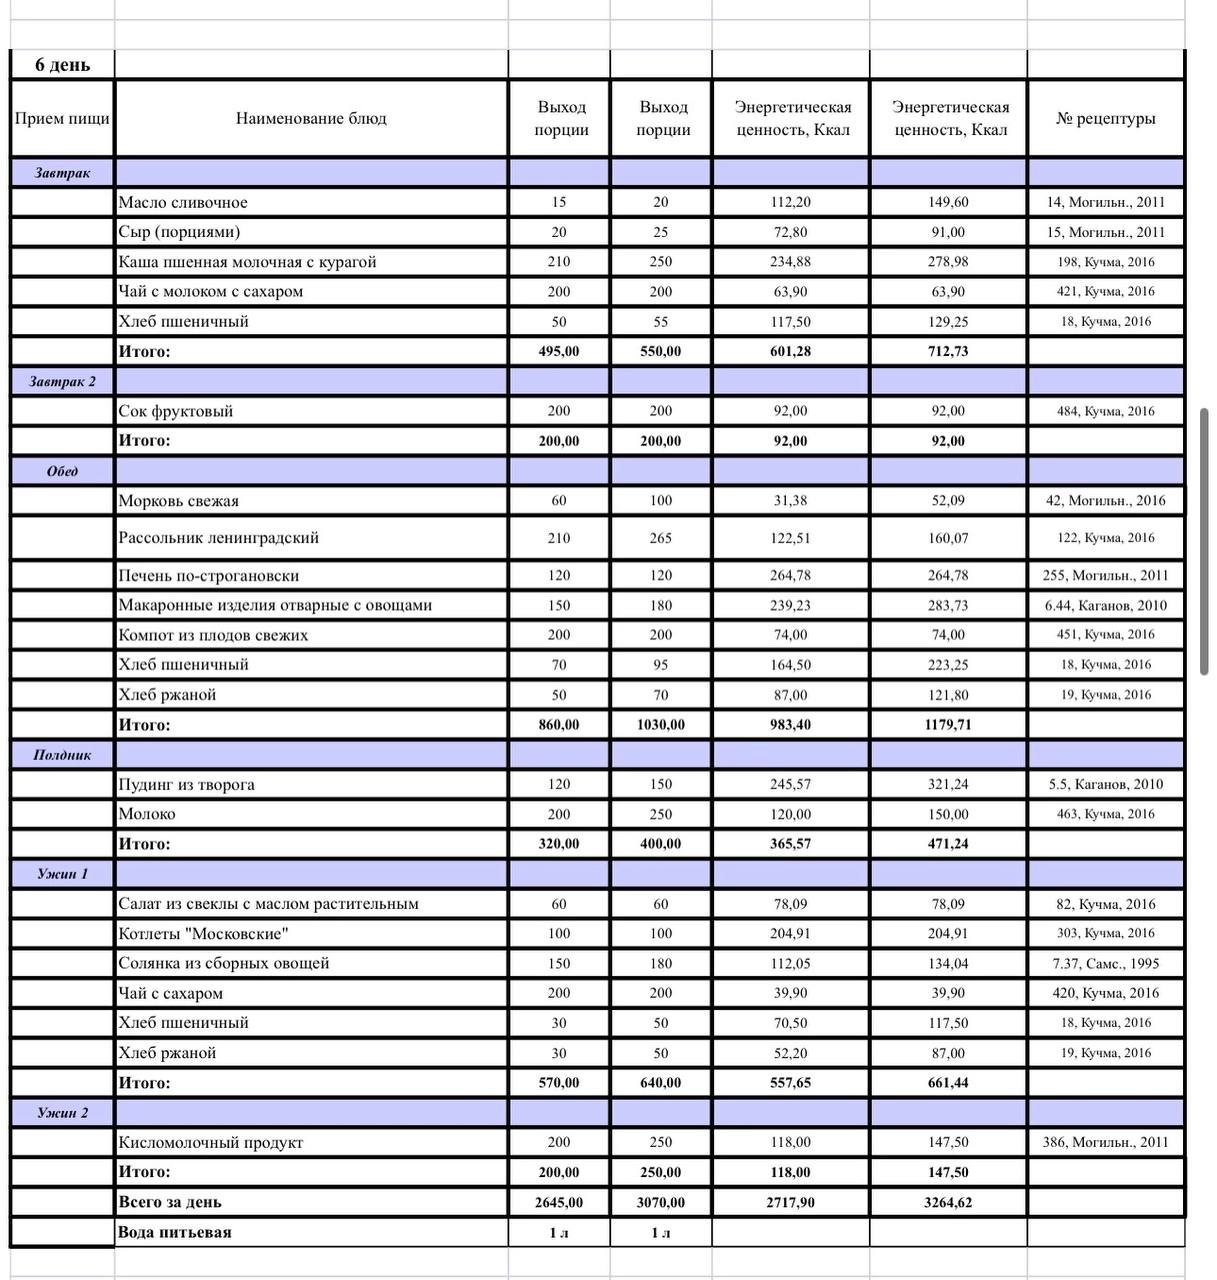 6 день
Прием пищи Наименование блюд Выход порции Выход порции Энергетическая ценность, Ккал Энергетическая ценность, Ккал № рецептуры
Завтрак
Масло сливочное 15 20 112,20 149,60 14, Могильн., 2011
Сыр (порциями) 20 25 72,80 91,00 15, Могильн., 2011
Каша пшенная молочная с курагой 210 250 234,88 278,98 198, Кучма, 2016
Чай с молоком с сахаром 200 200 63,90 63,90 421, Кучма, 2016
Хлеб пшеничный 50 55 117,50 129,25 18, Кучма, 2016
Итого: 495,00 550,00 601,28 712,73
Завтрак 2
Сок фруктовый 200 200 92,00 92,00 484, Кучма, 2016
Итого: 200,00 200,00 92,00 92,00
Обед
Морковь свежая 60 100 31,38 52,09 42, Могильн., 2016
Рассольник ленинградский 210 265 122,51 160,07 122, Кучма, 2016
Печень по-строгановски 120 120 264,78 264,78 255, Могильн., 2011
Макаронные изделия отварные с овощами 150 180 239,23 283,73 6.44, Каганов, 2010
Компот из плодов свежих 200 200 74,00 74,00 451, Кучма, 2016
Хлеб пшеничный 70 95 164,50 223,25 18, Кучма, 2016
Хлеб ржаной 50 70 87,00 121,80 19, Кучма, 2016
Итого: 860,00 1030,00 983,40 1179,71
Полдник
Пудинг из творога 120 150 245,57 321,24 5.5, Каганов, 2010
Молоко 200 250 120,00 150,00 463, Кучма, 2016
Итого: 320,00 400,00 365,57 471,24
Ужин 1
Салат из свеклы с маслом растительным 60 60 78,09 78,09 82, Кучма, 2016
Котлеты "Московские" 100 100 204,91 204,91 303, Кучма, 2016
Солянка из сборных овощей 150 180 112,05 134,04 7.37, Самс., 1995
Чай с сахаром 200 200 39,90 39,90 420, Кучма, 2016
Хлеб пшеничный 30 50 70,50 117,50 18, Кучма, 2016
Хлеб ржаной 30 50 52,20 87,00 19, Кучма, 2016
Итого: 570,00 640,00 557,65 661,44
Ужин 2
Кисломолочный продукт 200 250 118,00 147,50 386, Могильн., 2011
Итого: 200,00 250,00 118,00 147,50
Всего за день 2645,00 3070,00 2717,90 3264,62
Вода питьевая 1 л 1 л